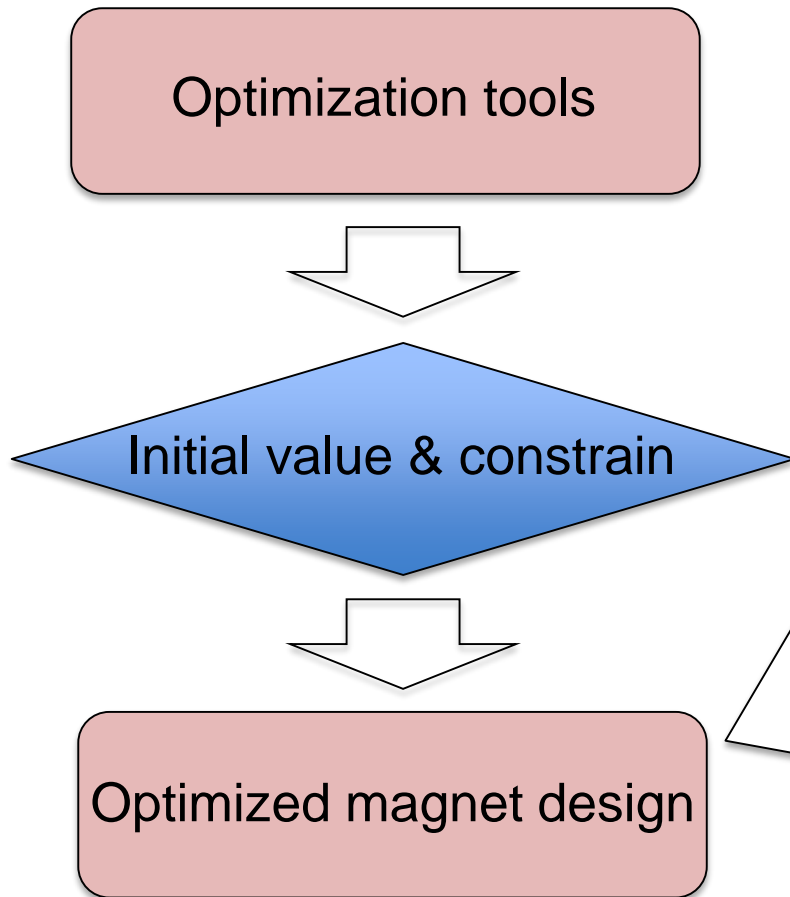 Optimization tools
Initial value & constrain
Optimized magnet design